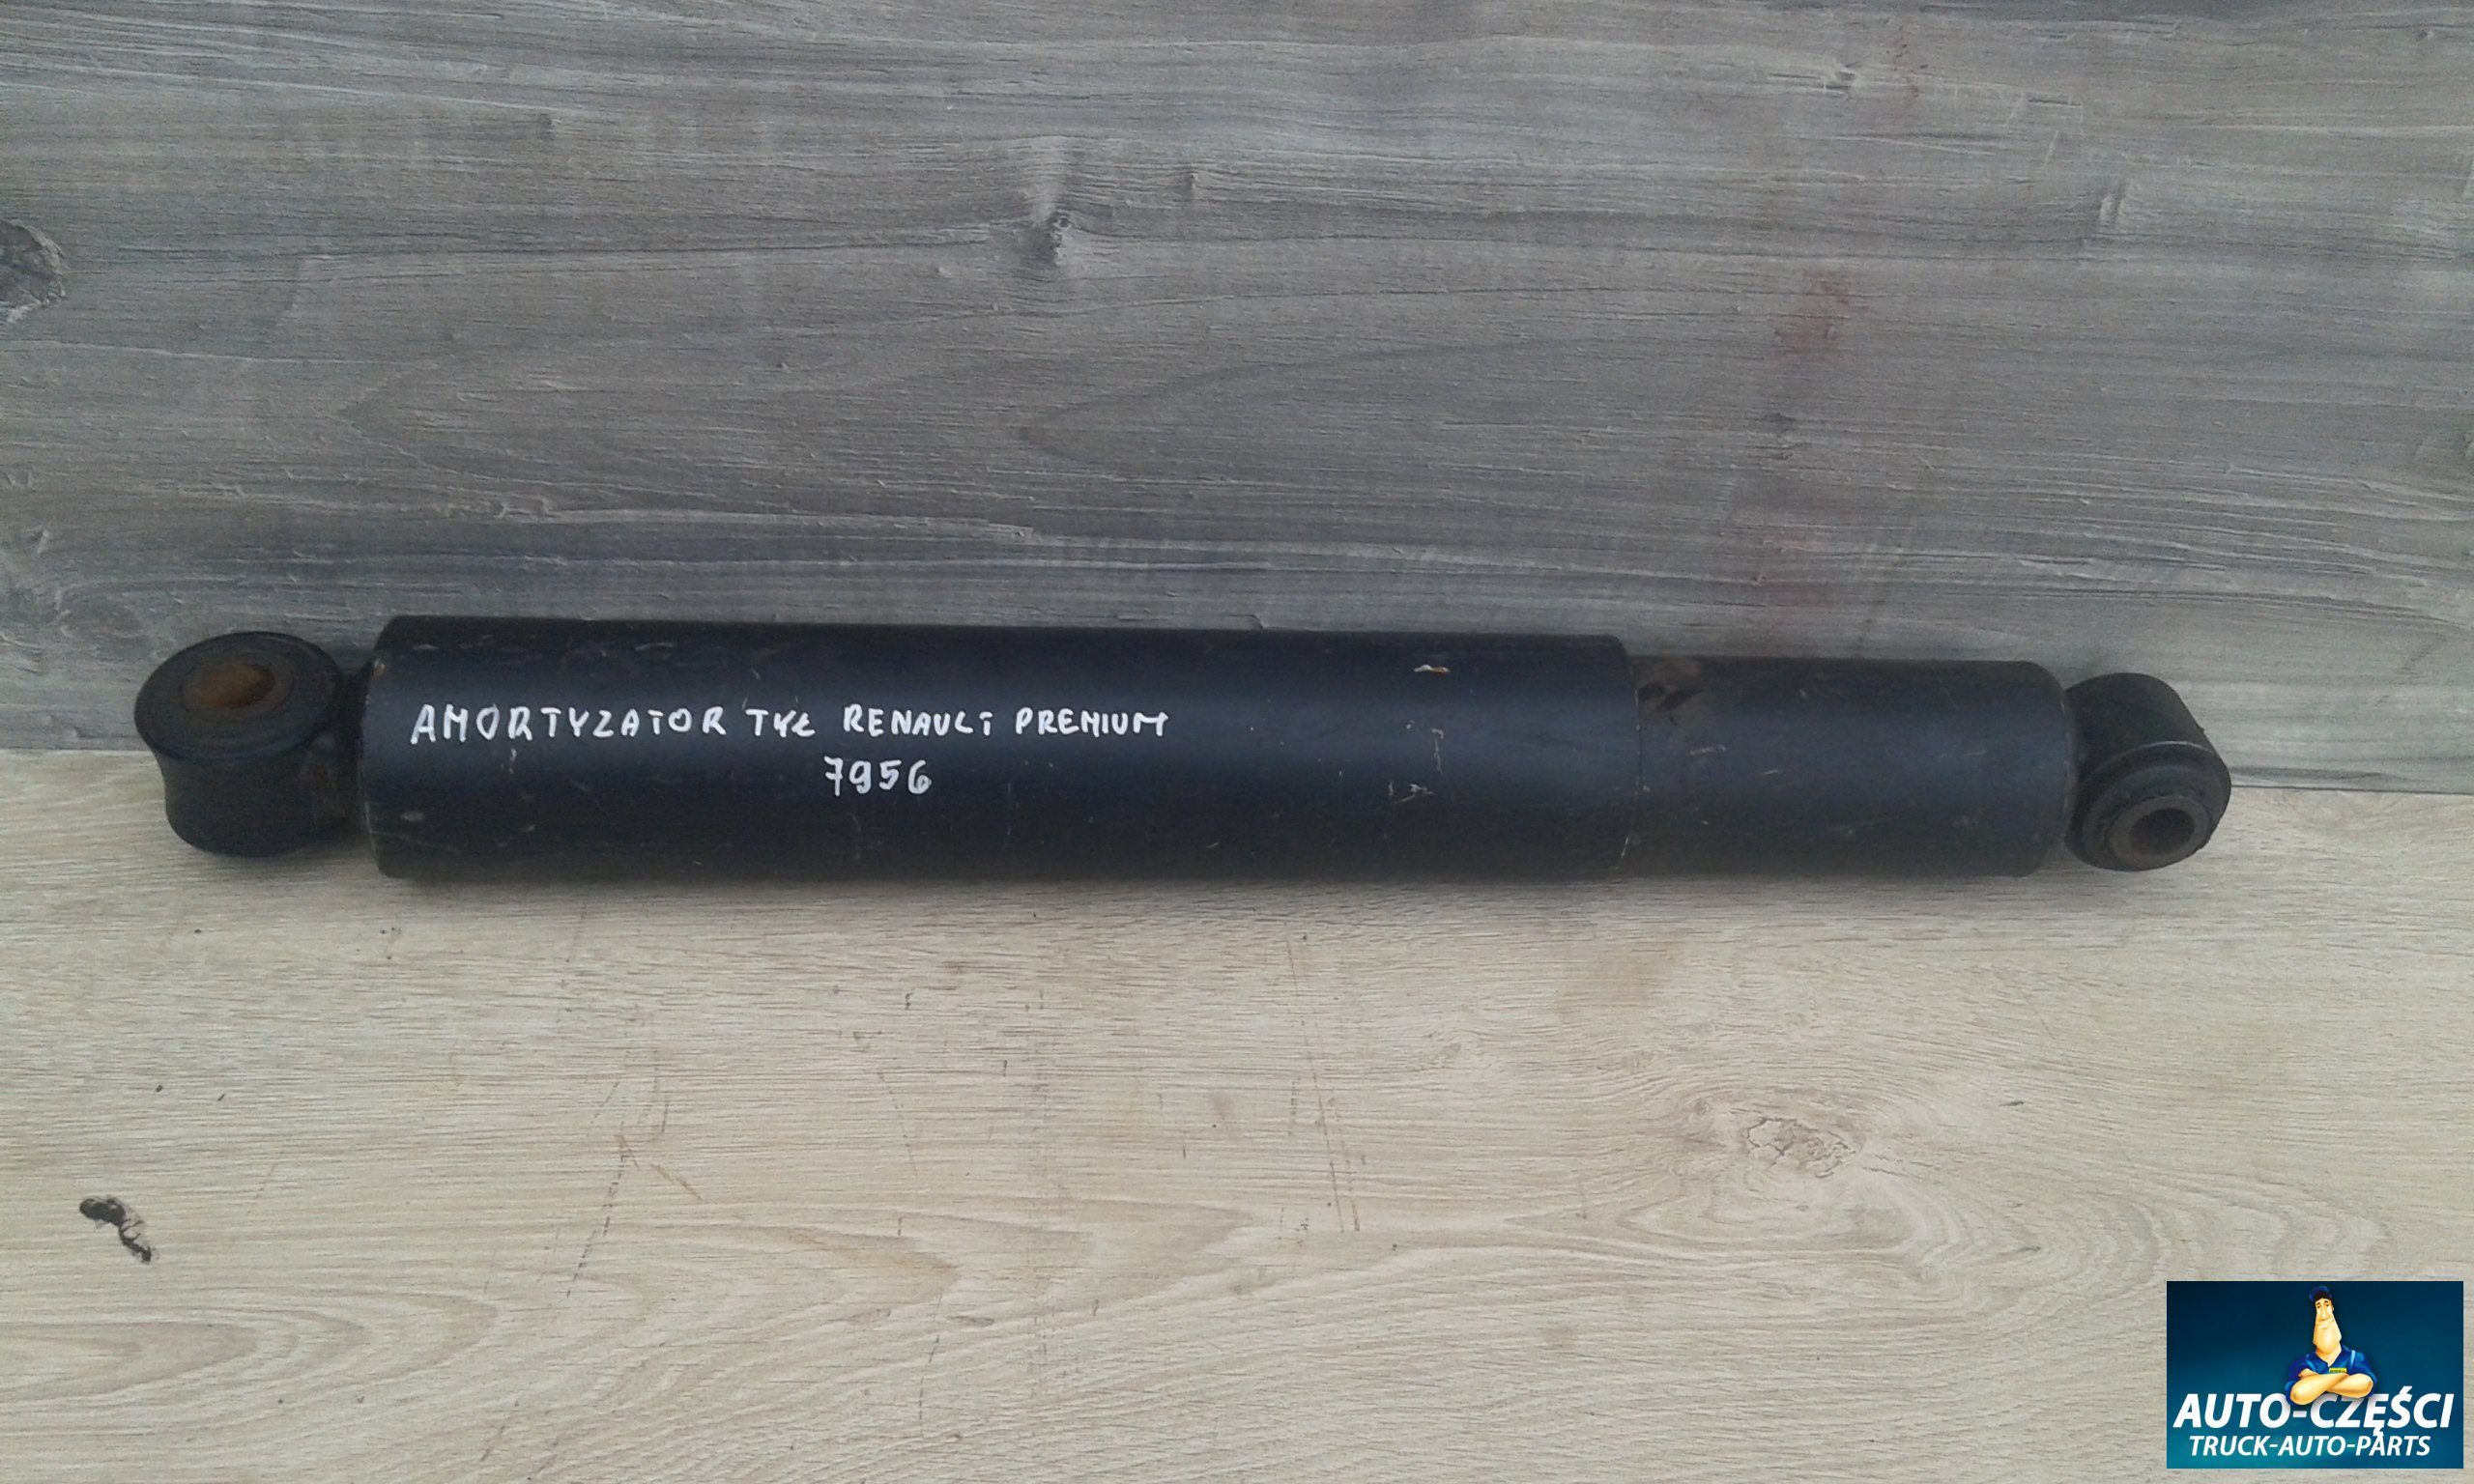 AMORTYZATOR TYŁ RENAULT PREMIUM
7956
AUTO-CZĘŚCI
TRUCK-AUTO-PARTS